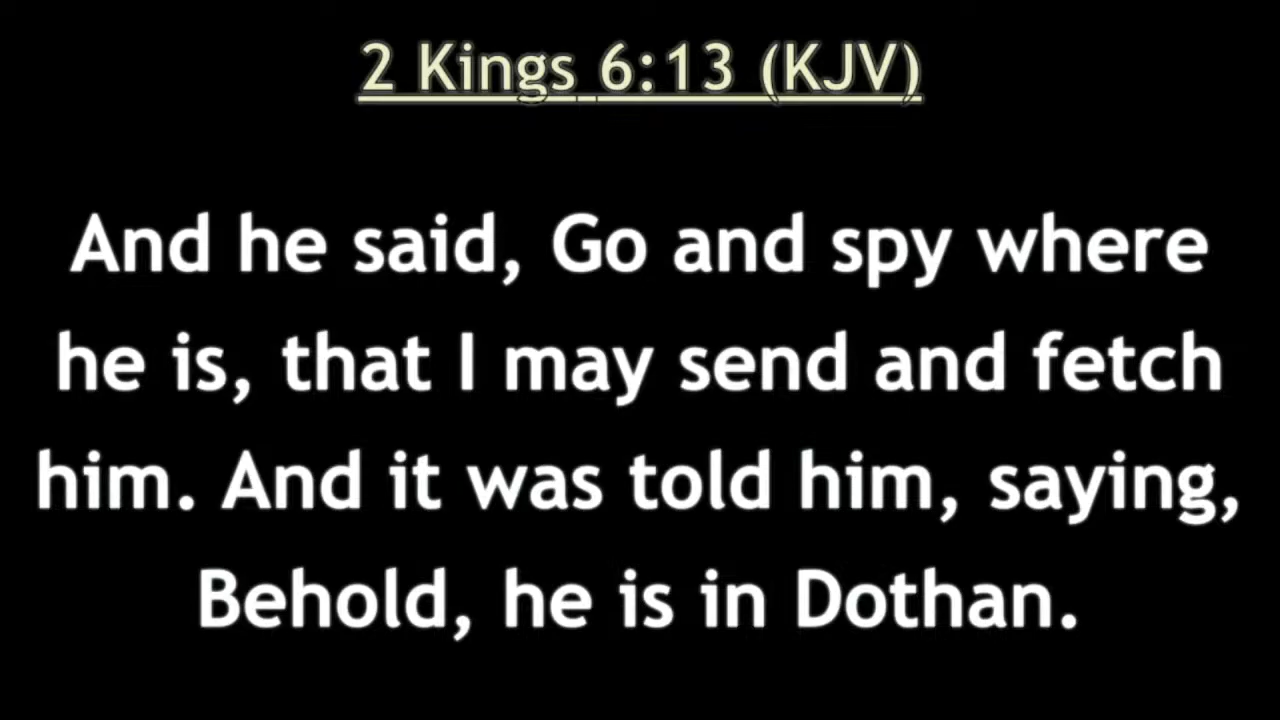 2 Kings 6:13 (KJV)
And he said, Go and spy where
he is, that I may send and fetch
him. And it was told him, saying,
Behold, he is in Dothan.